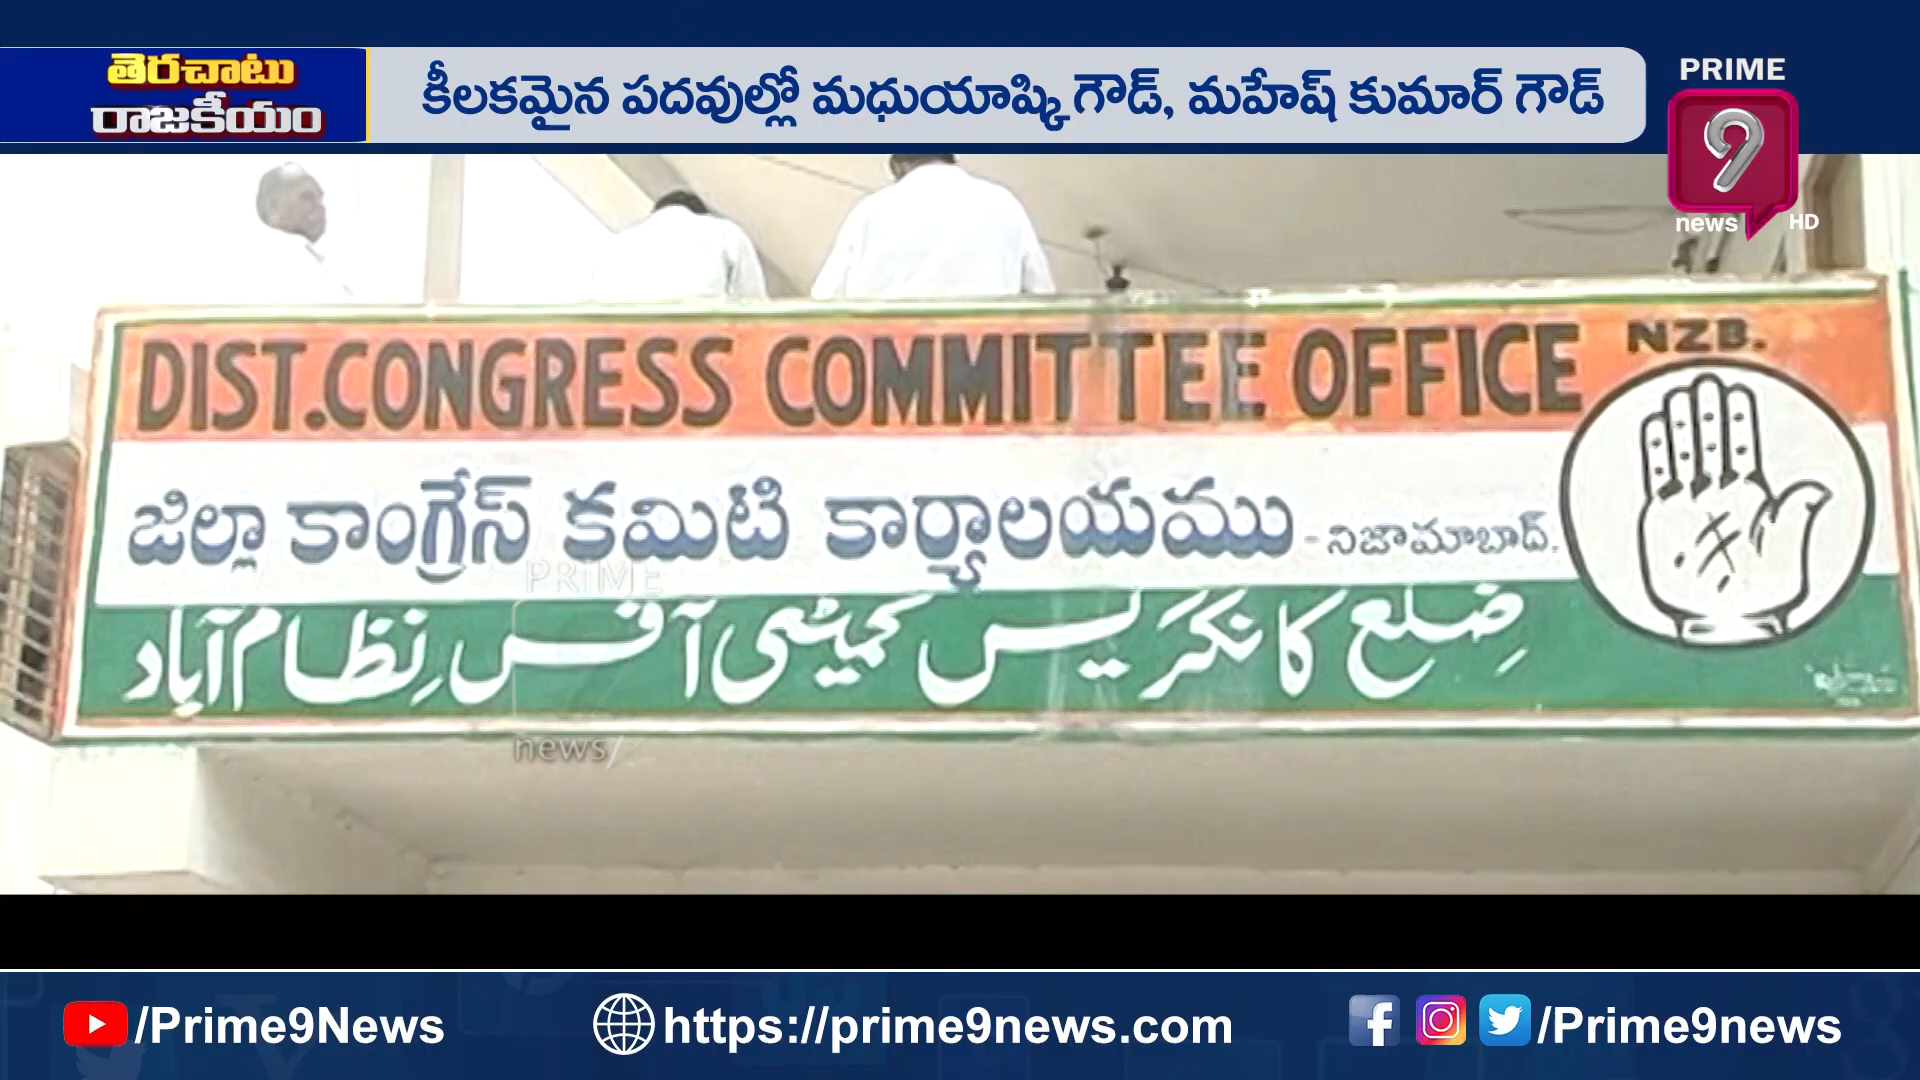 తెరచాటు
రాజకీయం
కీలకమైన పదవుల్లో మధుయాష్కి గౌడ్, మహేష్ కుమార్ గౌడ్
PRIME
9
news HD
DIST.CONGRESS COMMITTEE OFFICE NZB.
జిల్లా కాంగ్రేస్ కమిటి కార్యాలయము - నిజామాబాద్.
ضلع کانگریس کمیٹی آفس نظام آباد
PRIME
news
/Prime9News
https://prime9news.com
/Prime9news